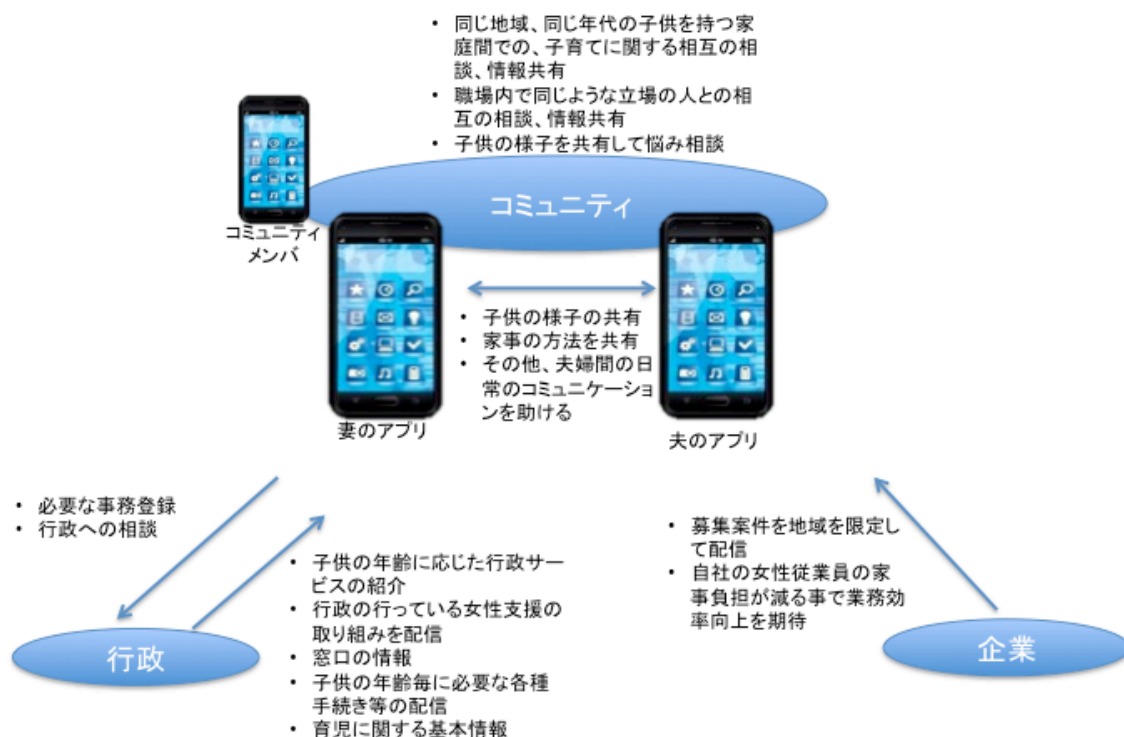 • 同じ地域、同じ年代の子供を持つ家
庭間での、子育てに関する相互の相
談、情報共有
• 職場内で同じような立場の人との相
互の相談、情報共有
• 子供の様子を共有して悩み相談
コミュニティ
コミュニティ
メンバ
• 子供の様子の共有
• 家事の方法を共有
• その他、夫婦間の日
常のコミュニケーショ
ンを助ける
妻のアプリ
夫のアプリ
• 必要な事務登録
• 行政への相談
• 子供の年齢に応じた行政サー
ビスの紹介
• 行政の行っている女性支援の
取り組みを配信
• 窓口の情報
• 子供の年齢毎に必要な各種
手続き等の配信
• 育児に関する基本情報
行政
• 募集案件を地域を限定し
て配信
• 自社の女性従業員の家
事負担が減る事で業務効
率向上を期待
企業